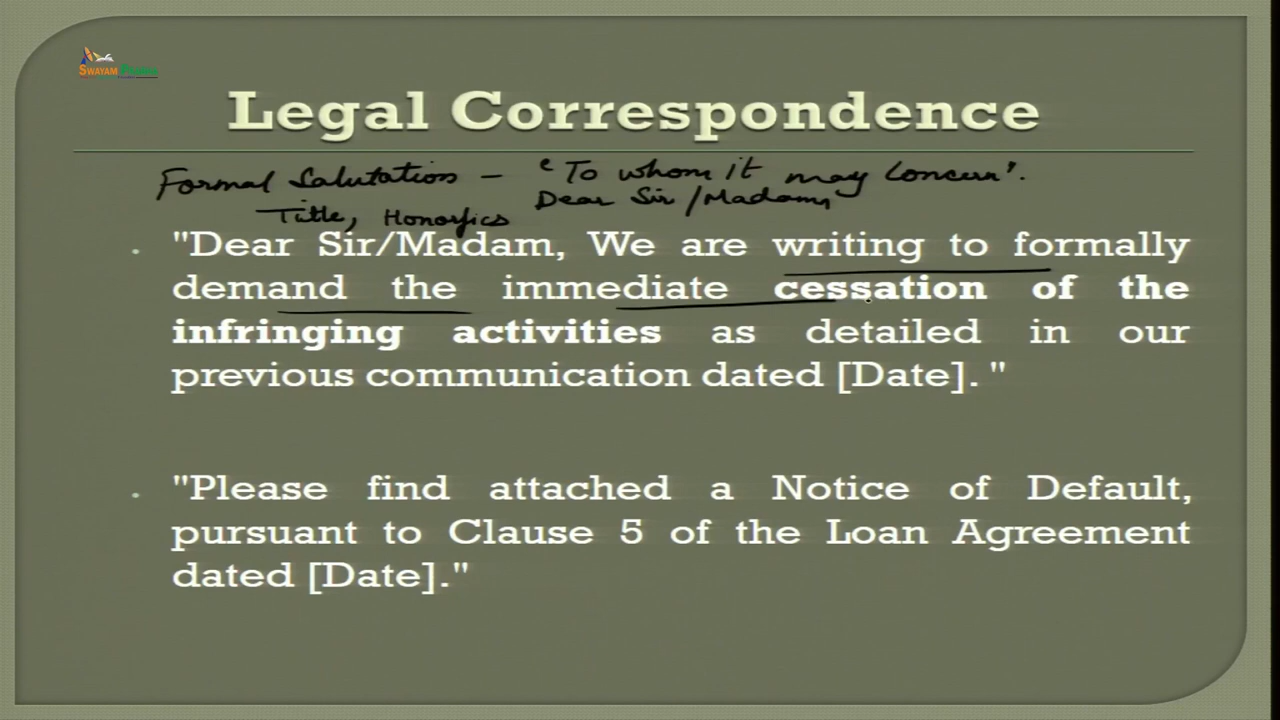 SWAYAM
Legal Correspondence
Formal Salutation - "To whom it may Concern".
Dear Sir/Madam,
Title, Honorfics
"Dear Sir/Madam, We are writing to formally
demand the immediate cessation of the
infringing activities as detailed in our
previous communication dated [Date]. "
"Please find attached a Notice of Default,
pursuant to Clause 5 of the Loan Agreement
dated [Date]."